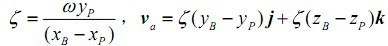 ζ = ωy_P / (x_B − x_P) , v_a = ζ(y_B − y_P)j + ζ(z_B − z_P)k